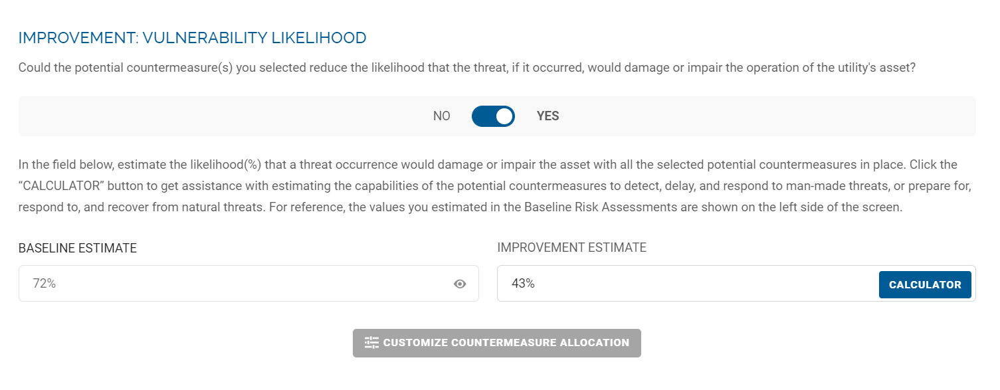 IMPROVEMENT: VULNERABILITY LIKELIHOOD
Could the potential countermeasure(s) you selected reduce the likelihood that the threat, if it occurred, would damage or impair the operation of the utility's asset?
NO YES
In the field below, estimate the likelihood(%) that a threat occurrence would damage or impair the asset with all the selected potential countermeasures in place. Click the
“CALCULATOR” button to get assistance with estimating the capabilities of the potential countermeasures to detect, delay, and respond to man-made threats, or prepare for,
respond to, and recover from natural threats. For reference, the values you estimated in the Baseline Risk Assessments are shown on the left side of the screen.
BASELINE ESTIMATE
72%
IMPROVEMENT ESTIMATE
43%
CALCULATOR
CUSTOMIZE COUNTERMEASURE ALLOCATION